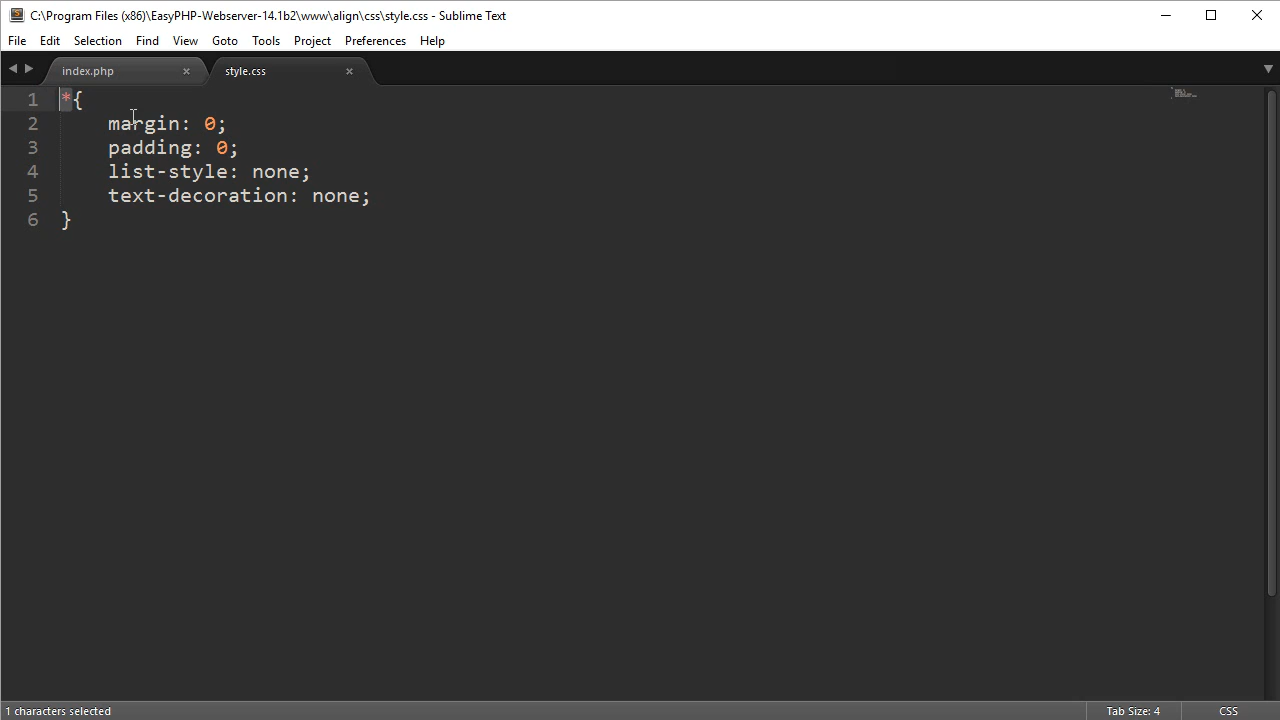 C:\Program Files (x86)\EasyPHP-Webserver-14.1b2\www\align\css\style.css - Sublime Text
File Edit Selection Find View Goto Tools Project Preferences Help
index.php × style.css ×
1 *{
2 margin: 0;
3 padding: 0;
4 list-style: none;
5 text-decoration: none;
6 }
1 characters selected Tab Size: 4 CSS